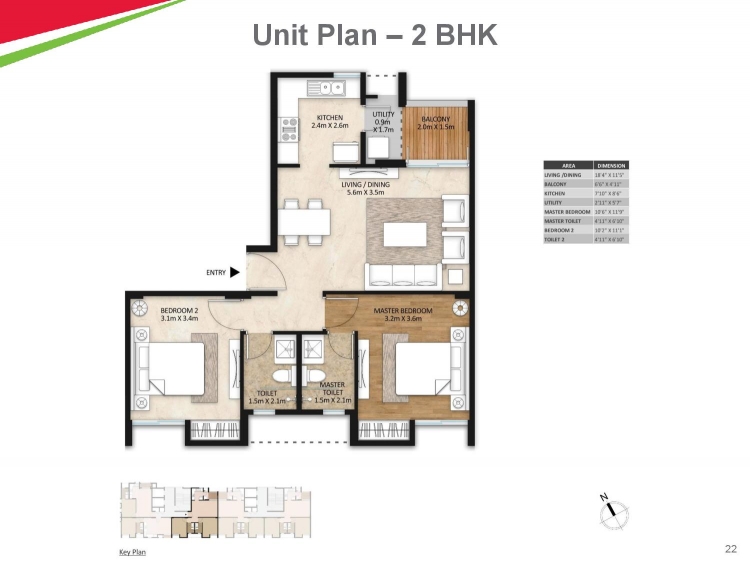 Unit Plan – 2 BHK
KITCHEN
2.4m X 2.6m
UTILITY
0.9m
X 1.7m
BALCONY
2.0m X 1.5m
LIVING / DINING
5.6m X 3.5m
ENTRY
BEDROOM 2
3.1m X 3.4m
MASTER BEDROOM
3.2m X 3.6m
TOILET
1.5m X 2.1m
MASTER
TOILET
1.5m X 2.1m
AREA DIMENSION
LIVING /DINING 18'4" X 11'5"
BALCONY 6'6" X 4'11"
KITCHEN 7'10" X 8'6"
UTILITY 2'11" X 5'7"
MASTER BEDROOM 10'6" X 11'9"
MASTER TOILET 4'11" X 6'10"
BEDROOM 2 10'2" X 11'1"
TOILET 2 4'11" X 6'10"
Key Plan
N
22